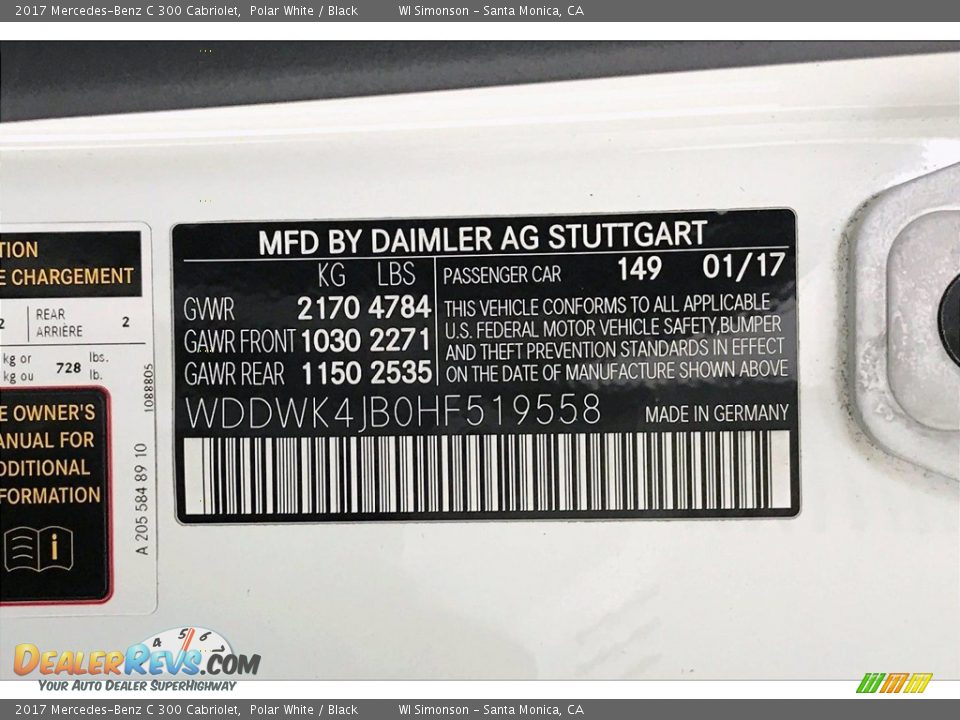 2017 Mercedes-Benz C 300 Cabriolet, Polar White / Black WI Simonson - Santa Monica, CA
TION
E CHARGEMENT
2 REAR ARRIÈRE 2
kg or kg ou 728 lbs. lb.
E OWNER'S
ANUAL FOR
DDITIONAL
FORMATION
i
1088805
A 205 584 89 10
MFD BY DAIMLER AG STUTTGART
KG LBS
GVWR 2170 4784
GAWR FRONT 1030 2271
GAWR REAR 1150 2535
PASSENGER CAR 149 01/17
THIS VEHICLE CONFORMS TO ALL APPLICABLE
U.S. FEDERAL MOTOR VEHICLE SAFETY,BUMPER
AND THEFT PREVENTION STANDARDS IN EFFECT
ON THE DATE OF MANUFACTURE SHOWN ABOVE
WDDWK4JB0HF519558 MADE IN GERMANY
4 5 6
DEALERREVS.COM
YOUR AUTO DEALER SUPERHIGHWAY
2017 Mercedes-Benz C 300 Cabriolet, Polar White / Black WI Simonson - Santa Monica, CA